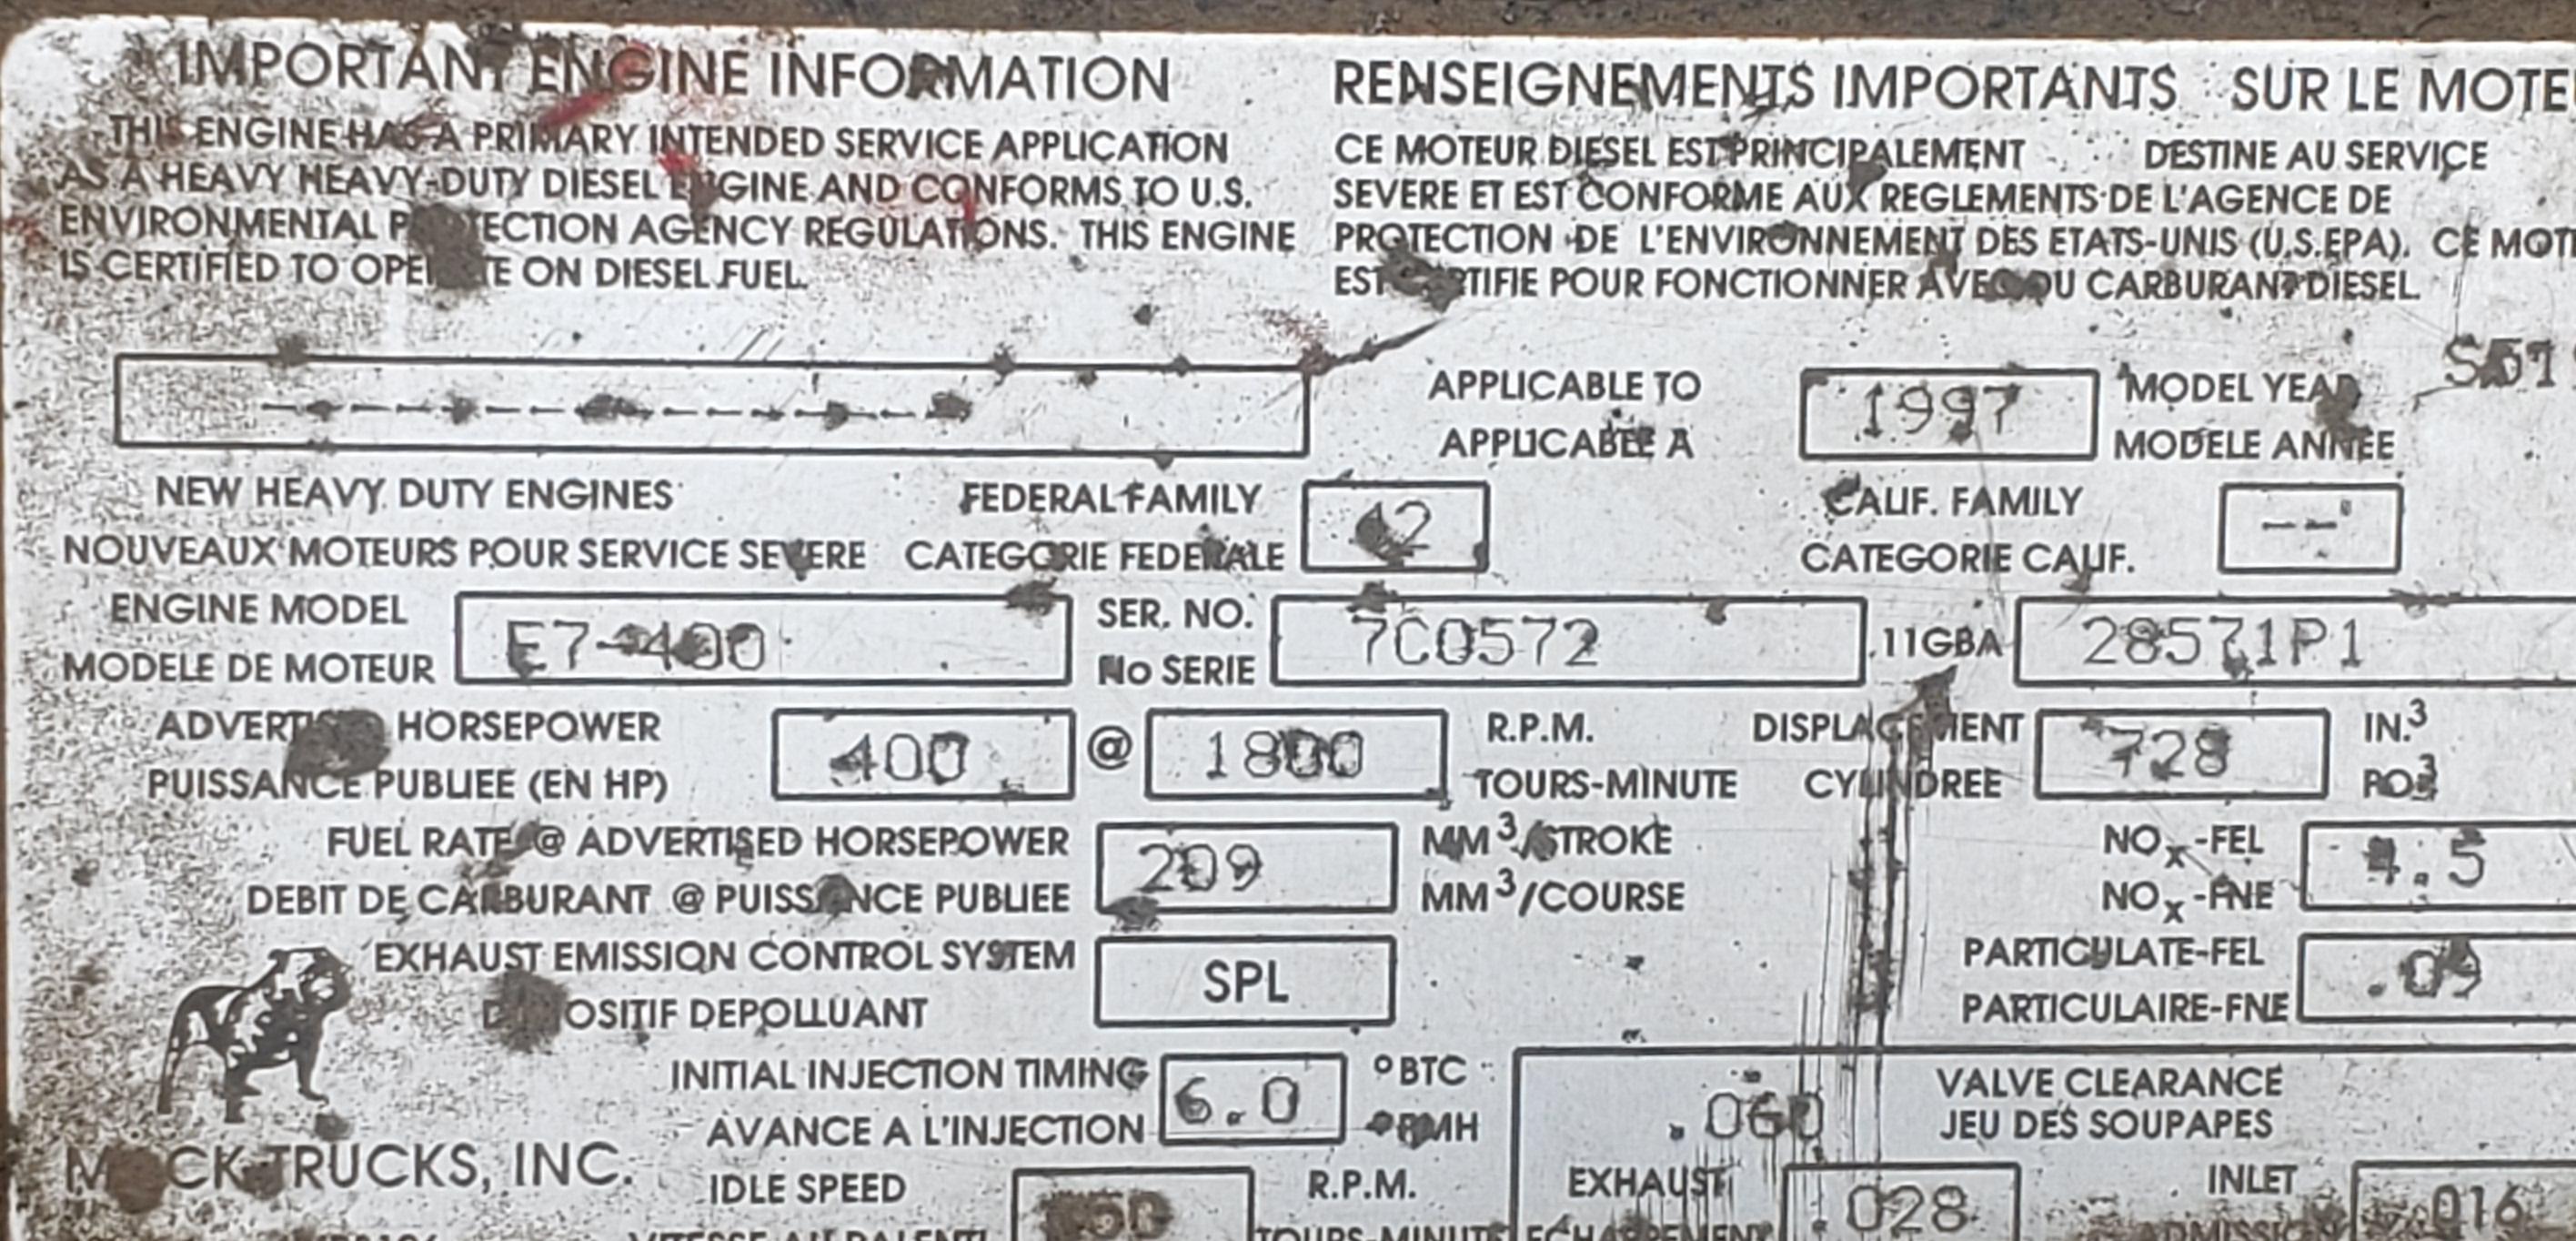 IMPORTANT ENGINE INFORMATION
THIS ENGINE HAS A PRIMARY INTENDED SERVICE APPLICATION
AS A HEAVY HEAVY-DUTY DIESEL ENGINE AND CONFORMS TO U.S.
ENVIRONMENTAL PROTECTION AGENCY REGULATIONS. THIS ENGINE
IS CERTIFIED TO OPERATE ON DIESEL FUEL.
RENSEIGNEMENTS IMPORTANTS SUR LE MOTE
CE MOTEUR DIESEL EST PRINCIPALEMENT DESTINE AU SERVICE
SEVERE ET EST CONFORME AUX REGLEMENTS DE L'AGENCE DE
PROTECTION DE L'ENVIRONNEMENT DES ETATS-UNIS (U.S.EPA). CE MOT
EST CERTIFIE POUR FONCTIONNER AVEC DU CARBURANT DIESEL.
APPLICABLE TO 1997 MODEL YEAR
APPLICABLE A MODELE ANNEE
NEW HEAVY DUTY ENGINES FEDERAL FAMILY 12 CALIF. FAMILY --
NOUVEAUX MOTEURS POUR SERVICE SEVERE CATEGORIE FEDERALE CATEGORIE CALIF.
ENGINE MODEL E7-400 SER. NO. 7C0572 11GBA 28571P1
MODELE DE MOTEUR No SERIE
ADVERTISED HORSEPOWER 400 @ 1800 R.P.M. DISPLACEMENT 728 IN.³
PUISSANCE PUBLIEE (EN HP) TOURS-MINUTE CYLINDREE PO³
FUEL RATE @ ADVERTISED HORSEPOWER 209 MM³/STROKE NOx-FEL 4.5
DEBIT DE CARBURANT @ PUISSANCE PUBLIEE MM³/COURSE NOx-FNE
EXHAUST EMISSION CONTROL SYSTEM SPL PARTICULATE-FEL .09
DISPOSITIF DEPOLLUANT PARTICULAIRE-FNE
INITIAL INJECTION TIMING 6.0 °BTC .060 VALVE CLEARANCE
AVANCE A L'INJECTION °PMH JEU DES SOUPAPES
MACK TRUCKS, INC.
IDLE SPEED R.P.M. EXHAUST .028 INLET .016
VITESSE AU RALENTI TOURS-MINUTE ECHAPPEMENT ADMISSION